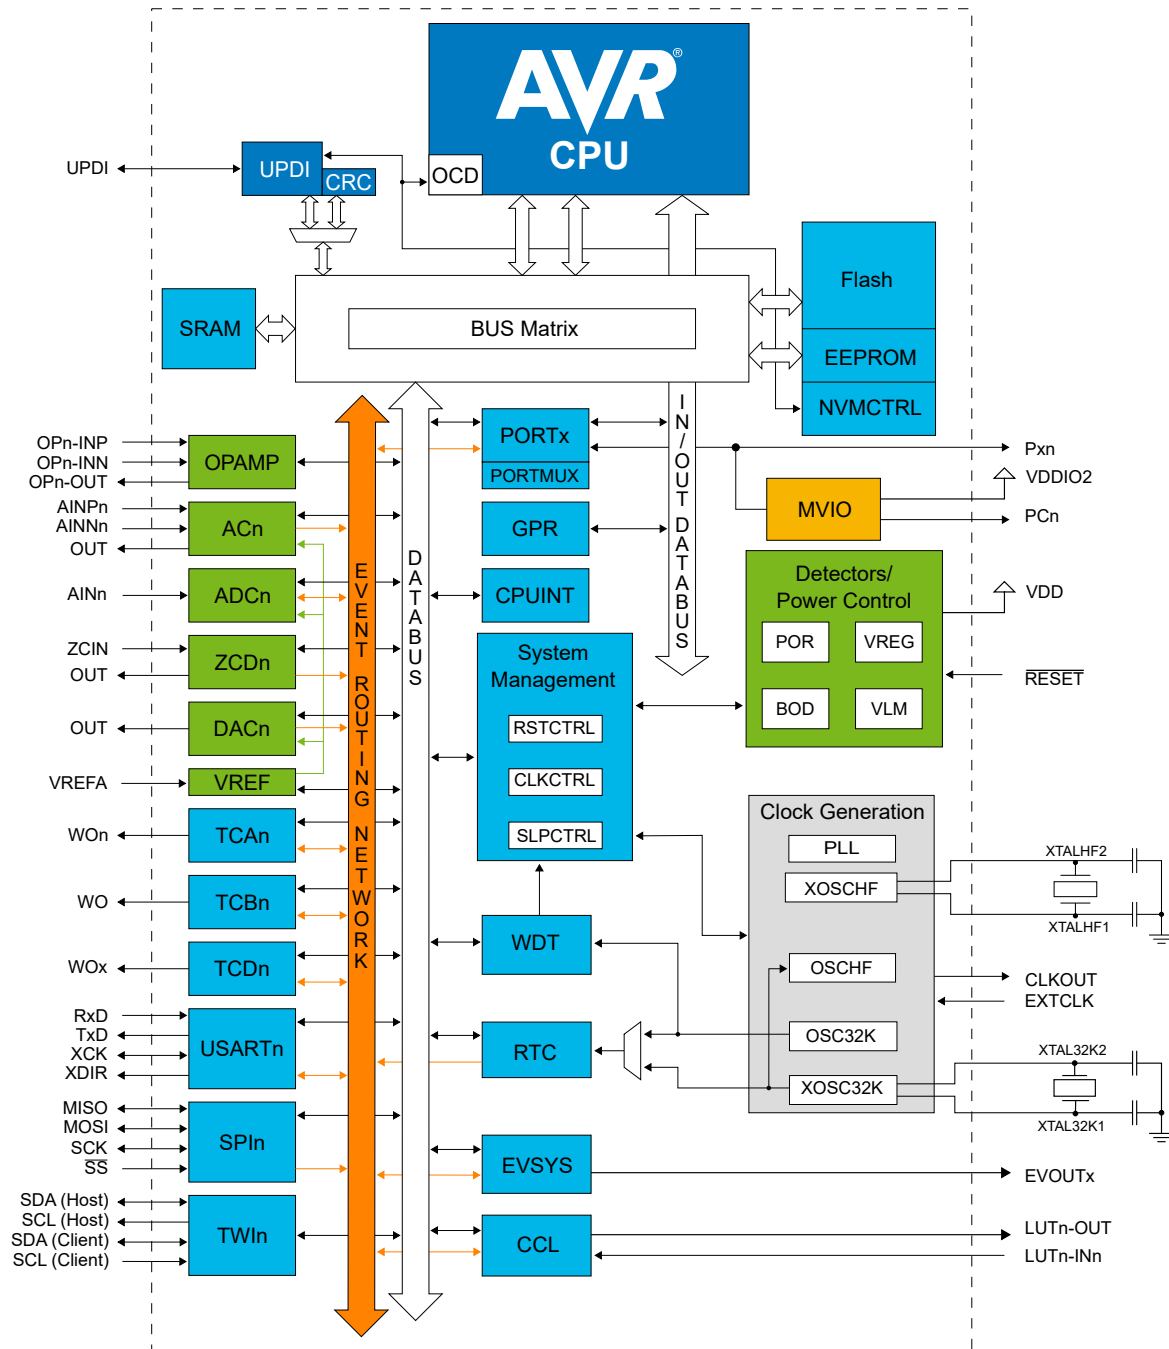 AVR®
CPU
OCD
UPDI
UPDI
CRC
Flash
EEPROM
NVMCTRL
SRAM
BUS Matrix
IN/OUT DATABUS
DATABUS
EVENT ROUTING NETWORK
OPn-INP
OPn-INN
OPn-OUT
OPAMP
AINPn
AINNn
OUT
ACn
AINn
ADCn
ZCIN
OUT
ZCDn
OUT
DACn
VREFA
VREF
WOn
TCAn
WO
TCBn
WOx
TCDn
RxD
TxD
XCK
XDIR
USARTn
MISO
MOSI
SCK
SS
SPIn
SDA (Host)
SCL (Host)
SDA (Client)
SCL (Client)
TWIn
PORTx
PORTMUX
GPR
CPUINT
System
Management
RSTCTRL
CLKCTRL
SLPCTRL
WDT
RTC
EVSYS
CCL
MVIO
Pxn
VDDIO2
PCn
Detectors/
Power Control
POR
VREG
BOD
VLM
VDD
RESET
Clock Generation
PLL
XOSCHF
OSCHF
OSC32K
XOSC32K
XTALHF2
XTALHF1
CLKOUT
EXTCLK
XTAL32K2
XTAL32K1
EVOUTx
LUTn-OUT
LUTn-INn